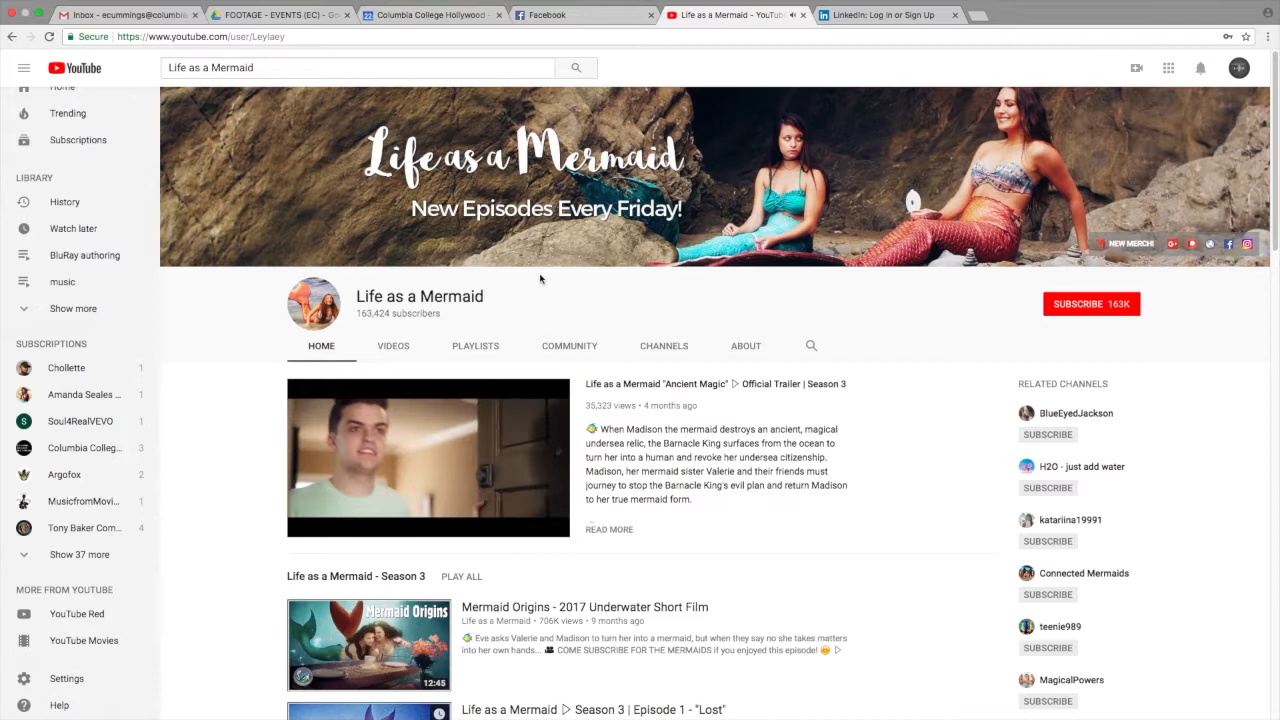 M ecummings@columbiac
FOOTAGE - EVENTS (EC) - Goo
22 Columbia College Hollywood -
Facebook
Life as a Mermaid - YouTube
LinkedIn: Log In or Sign Up
Secure | https://www.youtube.com/user/Leylaey
YouTube
Life as a Mermaid
Home
Trending
Subscriptions
LIBRARY
History
Watch later
BluRay authoring
music
Show more
SUBSCRIPTIONS
Chollette 1
Amanda Seales ... 1
Soul4RealVEVO 1
Columbia Colleg... 3
Argofox 2
MusicfromMovi... 1
Tony Baker Com... 4
Show 37 more
MORE FROM YOUTUBE
YouTube Red
YouTube Movies
Settings
Help
Life as a Mermaid
New Episodes Every Friday!
NEW MERCH!
Life as a Mermaid
163,424 subscribers
SUBSCRIBE 163K
HOME VIDEOS PLAYLISTS COMMUNITY CHANNELS ABOUT
Life as a Mermaid "Ancient Magic" ▷ Official Trailer | Season 3
35,323 views • 4 months ago
When Madison the mermaid destroys an ancient, magical
undersea relic, the Barnacle King surfaces from the ocean to
turn her into a human and revoke her undersea citizenship.
Madison, her mermaid sister Valerie and their friends must
journey to stop the Barnacle King's evil plan and return Madison
to her true mermaid form.
READ MORE
Life as a Mermaid - Season 3 PLAY ALL
Mermaid Origins
12:45
Mermaid Origins - 2017 Underwater Short Film
Life as a Mermaid • 706K views • 9 months ago
Eve asks Valerie and Madison to turn her into a mermaid, but when they say no she takes matters
into her own hands... 🎥 COME SUBSCRIBE FOR THE MERMAIDS if you enjoyed this episode! 😊 ▷
Life as a Mermaid ▷ Season 3 | Episode 1 - "Lost"
RELATED CHANNELS
BlueEyedJackson
SUBSCRIBE
H2O - just add water
SUBSCRIBE
katariina19991
SUBSCRIBE
Connected Mermaids
SUBSCRIBE
teenie989
SUBSCRIBE
MagicalPowers
SUBSCRIBE